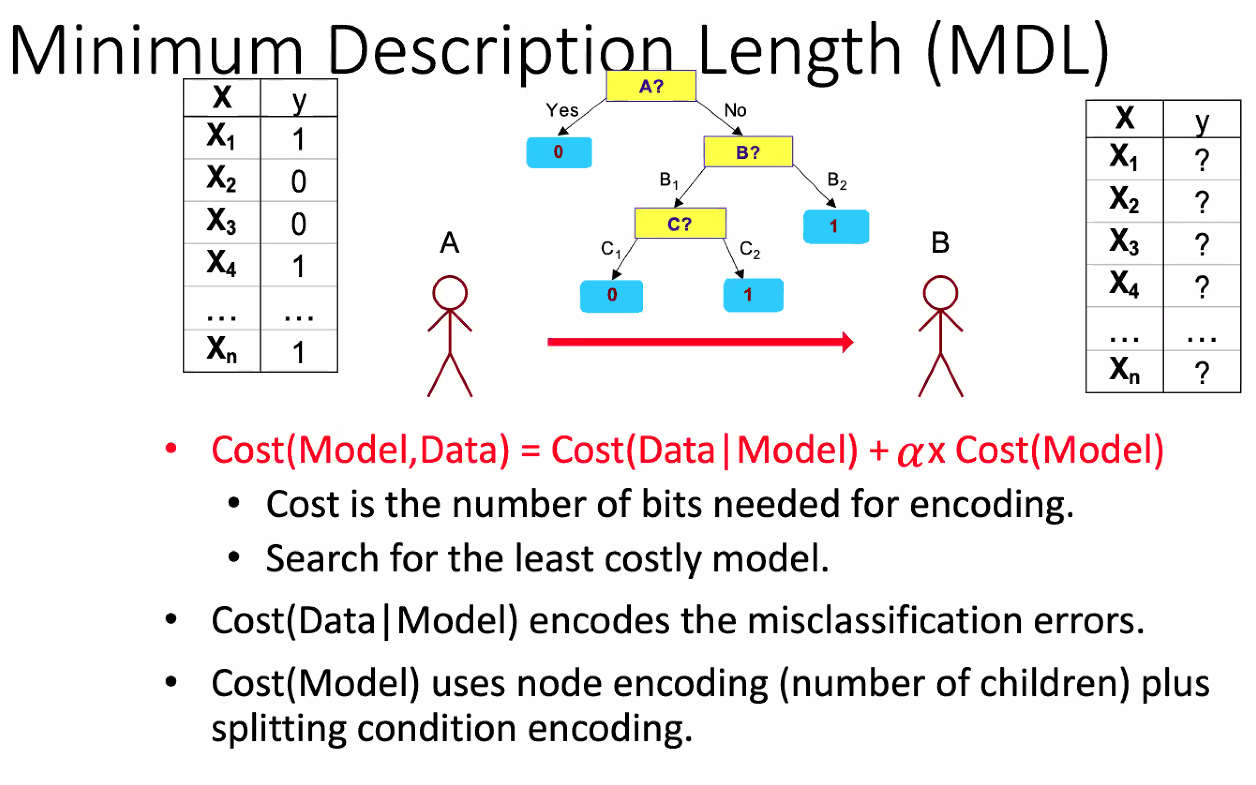 Minimum Description Length (MDL)
X y
X1 1
X2 0
X3 0
X4 1
... ...
Xn 1
A?
Yes No
0
B?
B1 B2
C?
1
C1 C2
0 1
A
B
X y
X1 ?
X2 ?
X3 ?
X4 ?
... ...
Xn ?
• Cost(Model,Data) = Cost(Data|Model) + αx Cost(Model)
• Cost is the number of bits needed for encoding.
• Search for the least costly model.
• Cost(Data|Model) encodes the misclassification errors.
• Cost(Model) uses node encoding (number of children) plus
splitting condition encoding.